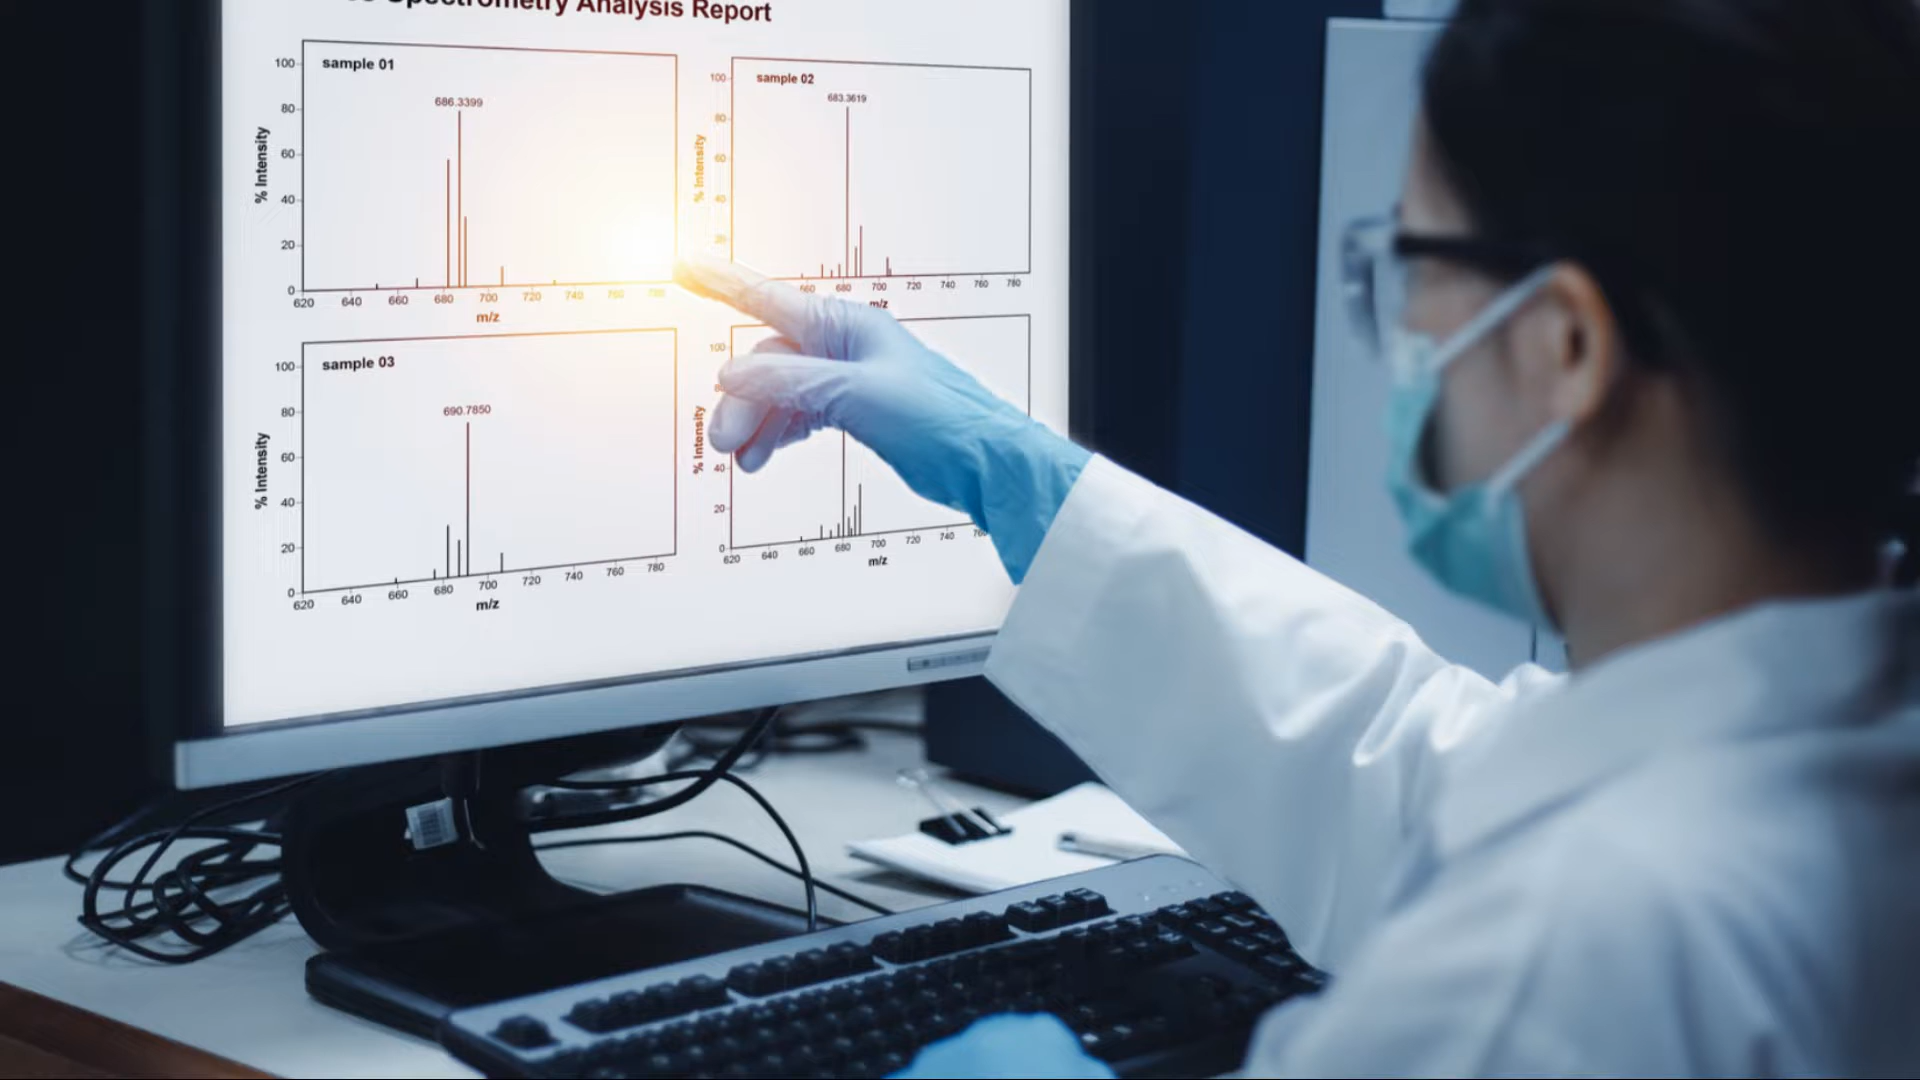 Spectrometry Analysis Report
sample 01
686.3399
100
80
60
40
20
0
% Intensity
620 640 660 680 700 720 740 760 780
m/z
sample 02
683.3619
100
80
60
40
20
% Intensity
660 680 700 720 740 760 780
m/z
sample 03
690.7850
100
80
60
40
20
0
% Intensity
620 640 660 680 700 720 740 760 780
m/z
100
40
20
0
% Intensity
620 640 660 680 700 720 740
m/z